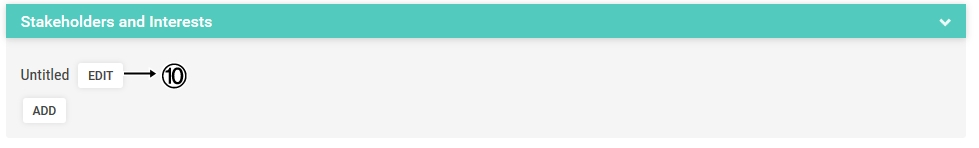 Stakeholders and Interests
Untitled EDIT ⑩
ADD